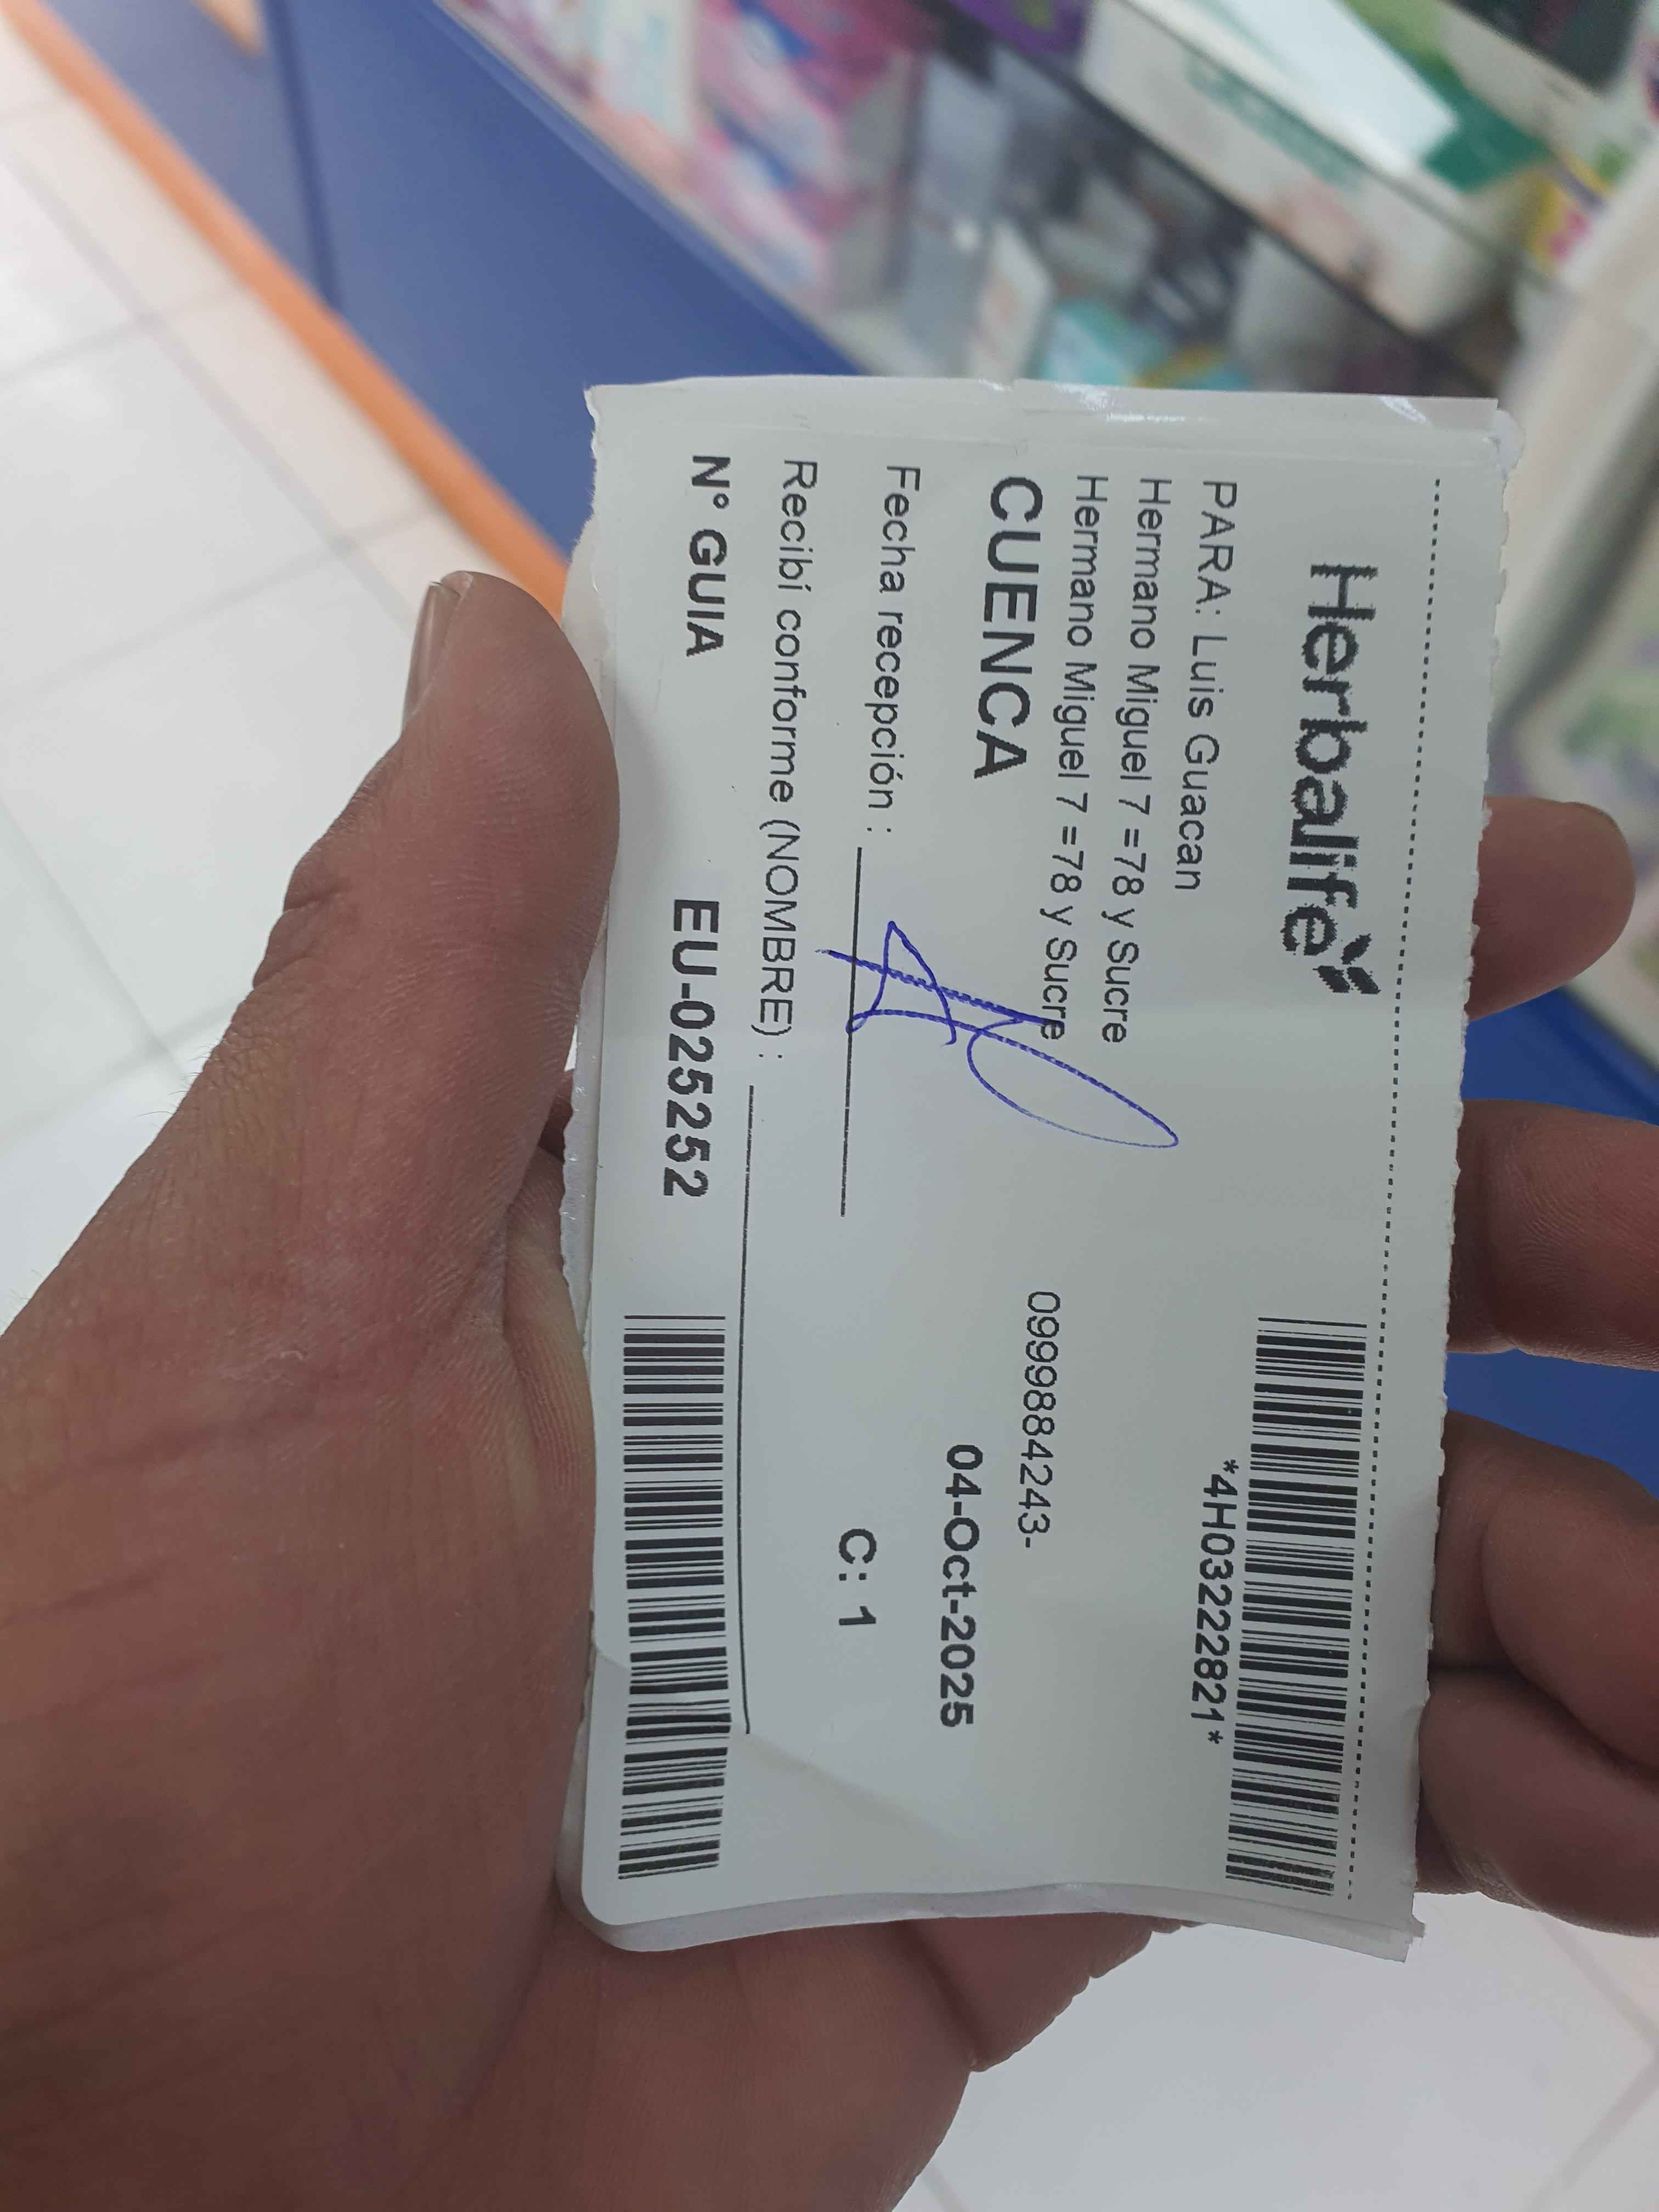 Herbalife
*4H03222821*
PARA: Luis Guacan
Hermano Miguel 7 =78 y Sucre
Hermano Miguel 7 =78 y Sucre
0999884243-
CUENCA
04-Oct-2025
Fecha recepción :
C: 1
Recibí conforme (NOMBRE) :
N° GUIA EU-025252